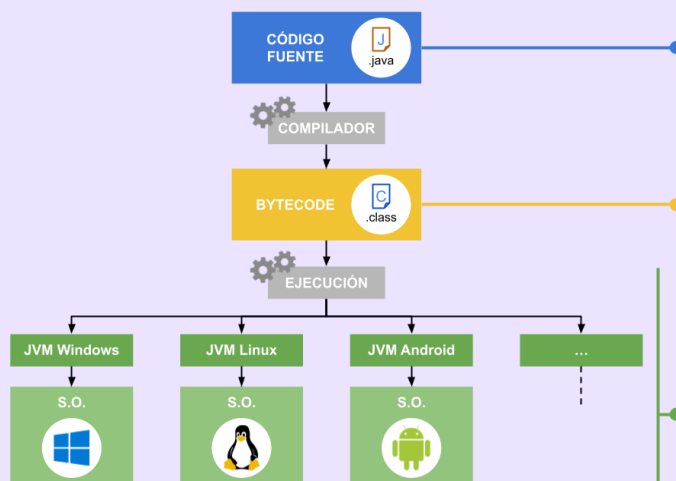 CÓDIGO
FUENTE
J
.java
COMPILADOR
BYTECODE
C
.class
EJECUCIÓN
JVM Windows
JVM Linux
JVM Android
...
S.O.
S.O.
S.O.